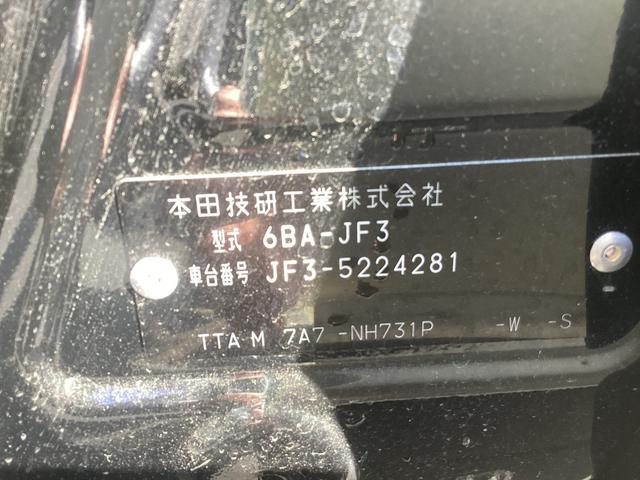 本田技研工業株式会社
型式 6BA-JF3
車台番号 JF3-5224281
TTA M 7A7 -NH731P -W -S